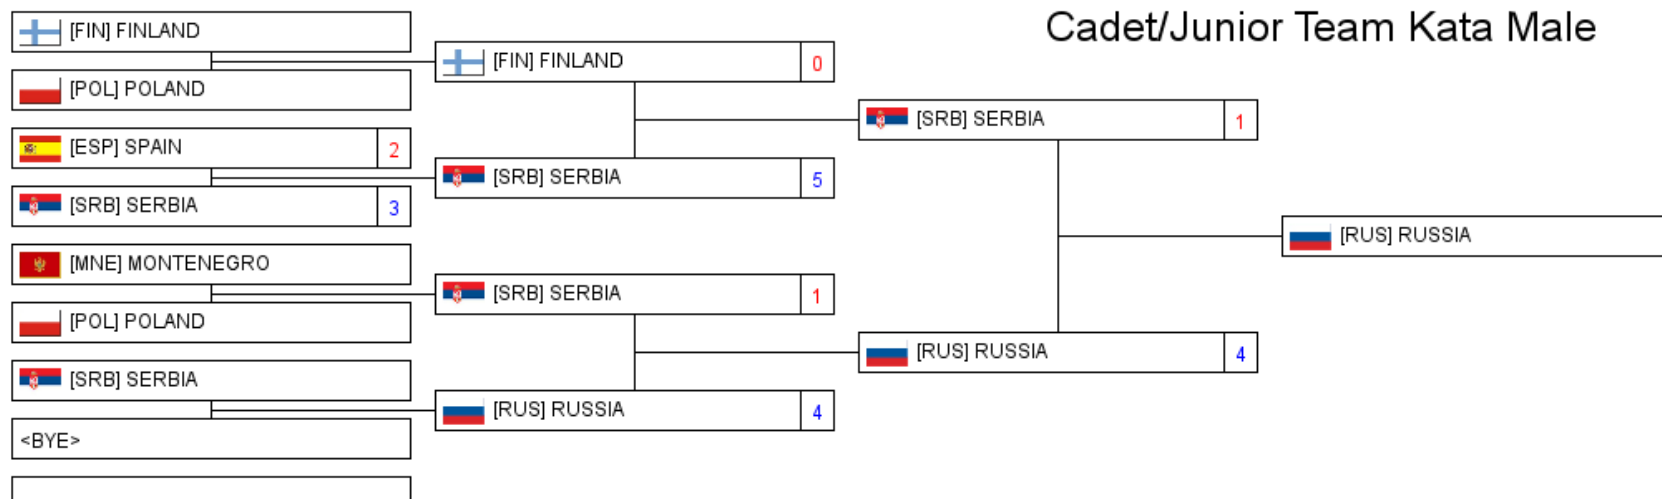 Cadet/Junior Team Kata Male
[FIN] FINLAND
[POL] POLAND
[ESP] SPAIN 2
[SRB] SERBIA 3
[MNE] MONTENEGRO
[POL] POLAND
[SRB] SERBIA
<BYE>
[FIN] FINLAND 0
[SRB] SERBIA 5
[SRB] SERBIA 1
[RUS] RUSSIA 4
[SRB] SERBIA 1
[RUS] RUSSIA 4
[RUS] RUSSIA